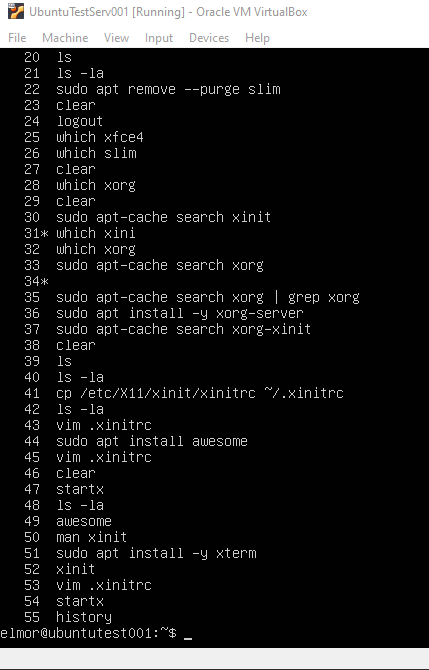 UbuntuTestServ001 [Running] - Oracle VM VirtualBox
File Machine View Input Devices Help
20 ls
21 ls -la
22 sudo apt remove --purge slim
23 clear
24 logout
25 which xfce4
26 which slim
27 clear
28 which xorg
29 clear
30 sudo apt-cache search xinit
31* which xini
32 which xorg
33 sudo apt-cache search xorg
34*
35 sudo apt-cache search xorg | grep xorg
36 sudo apt install -y xorg-server
37 sudo apt-cache search xorg-xinit
38 clear
39 ls
40 ls -la
41 cp /etc/X11/xinit/xinitrc ~/.xinitrc
42 ls -la
43 vim .xinitrc
44 sudo apt install awesome
45 vim .xinitrc
46 clear
47 startx
48 ls -la
49 awesome
50 man xinit
51 sudo apt install -y xterm
52 xinit
53 vim .xinitrc
54 startx
55 history
elmor@ubuntutest001:~$ _